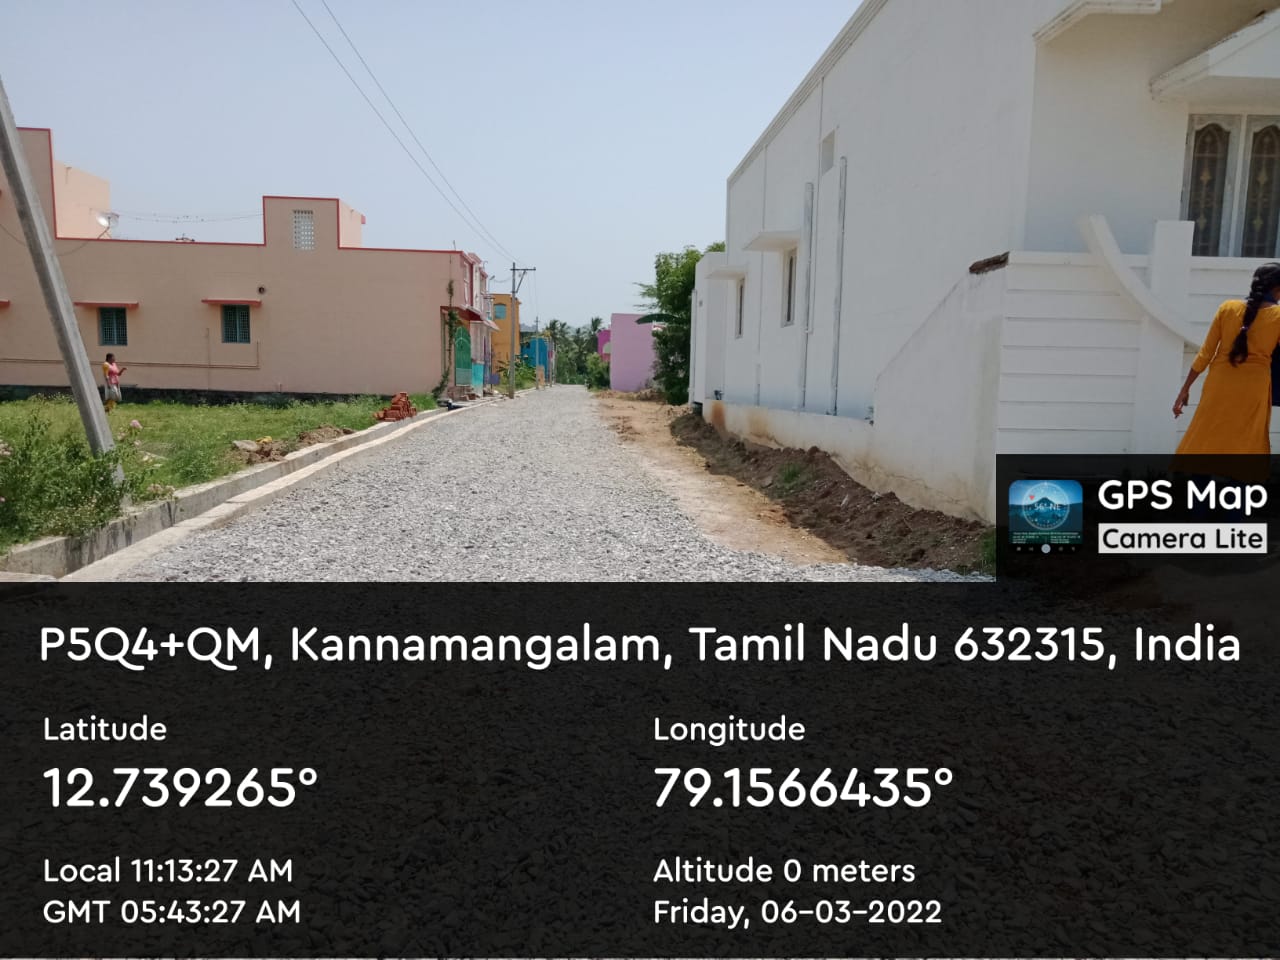 GPS Map
Camera Lite
P5Q4+QM, Kannamangalam, Tamil Nadu 632315, India
Latitude
12.739265°
Longitude
79.1566435°
Local 11:13:27 AM
GMT 05:43:27 AM
Altitude 0 meters
Friday, 06-03-2022